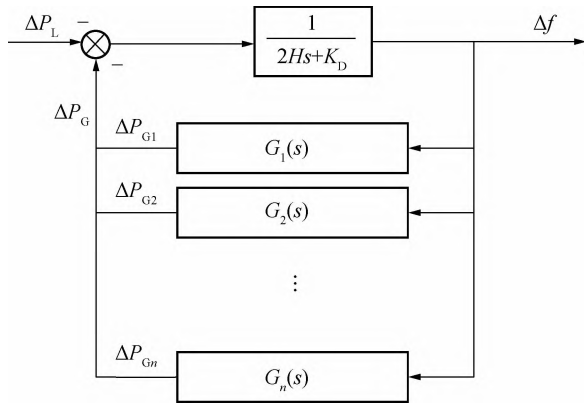 ΔP_L
−
−
1
2Hs+K_D
Δf
ΔP_G
ΔP_G1
G_1(s)
ΔP_G2
G_2(s)
⋮
ΔP_Gn
G_n(s)